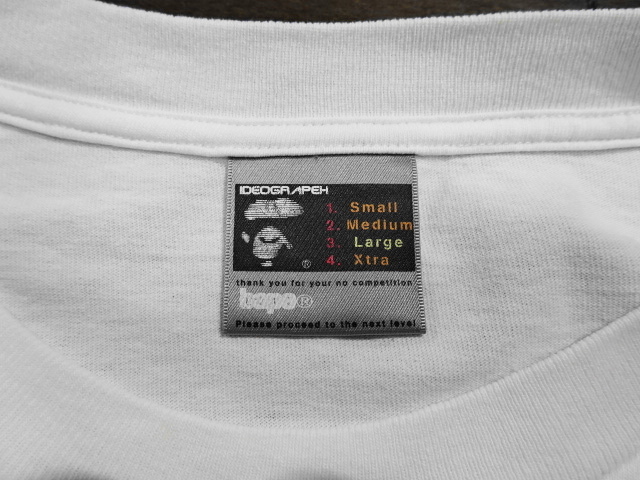 IDEOGRAPEH
1. Small
2. Medium
3. Large
4. Xtra
®
thank you for your no competition
bape®
Please proceed to the next level